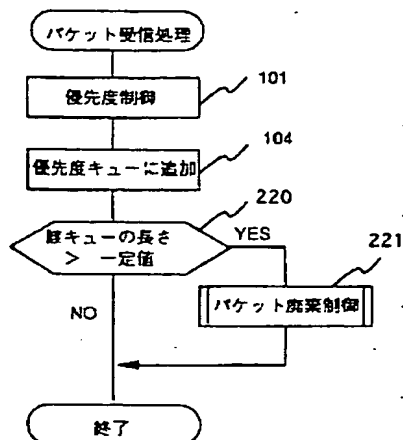 パケット受信処理
101
優先度制御
104
優先度キューに追加
220
キューの長さ
> 一定値
YES
221
パケット廃棄制御
NO
終了